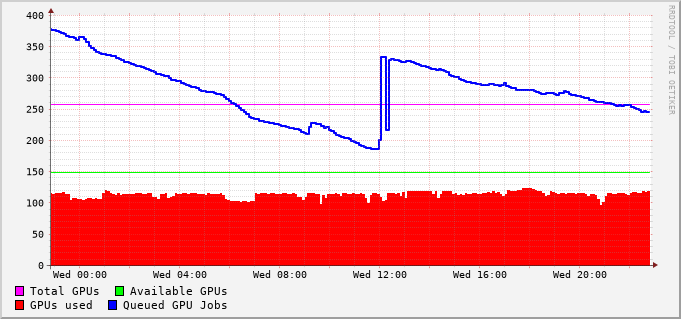 400
350
300
250
200
150
100
50
0
Wed 00:00 Wed 04:00 Wed 08:00 Wed 12:00 Wed 16:00 Wed 20:00
Total GPUs Available GPUs
GPUs used Queued GPU Jobs
RRDTOOL / TOBI OETIKER